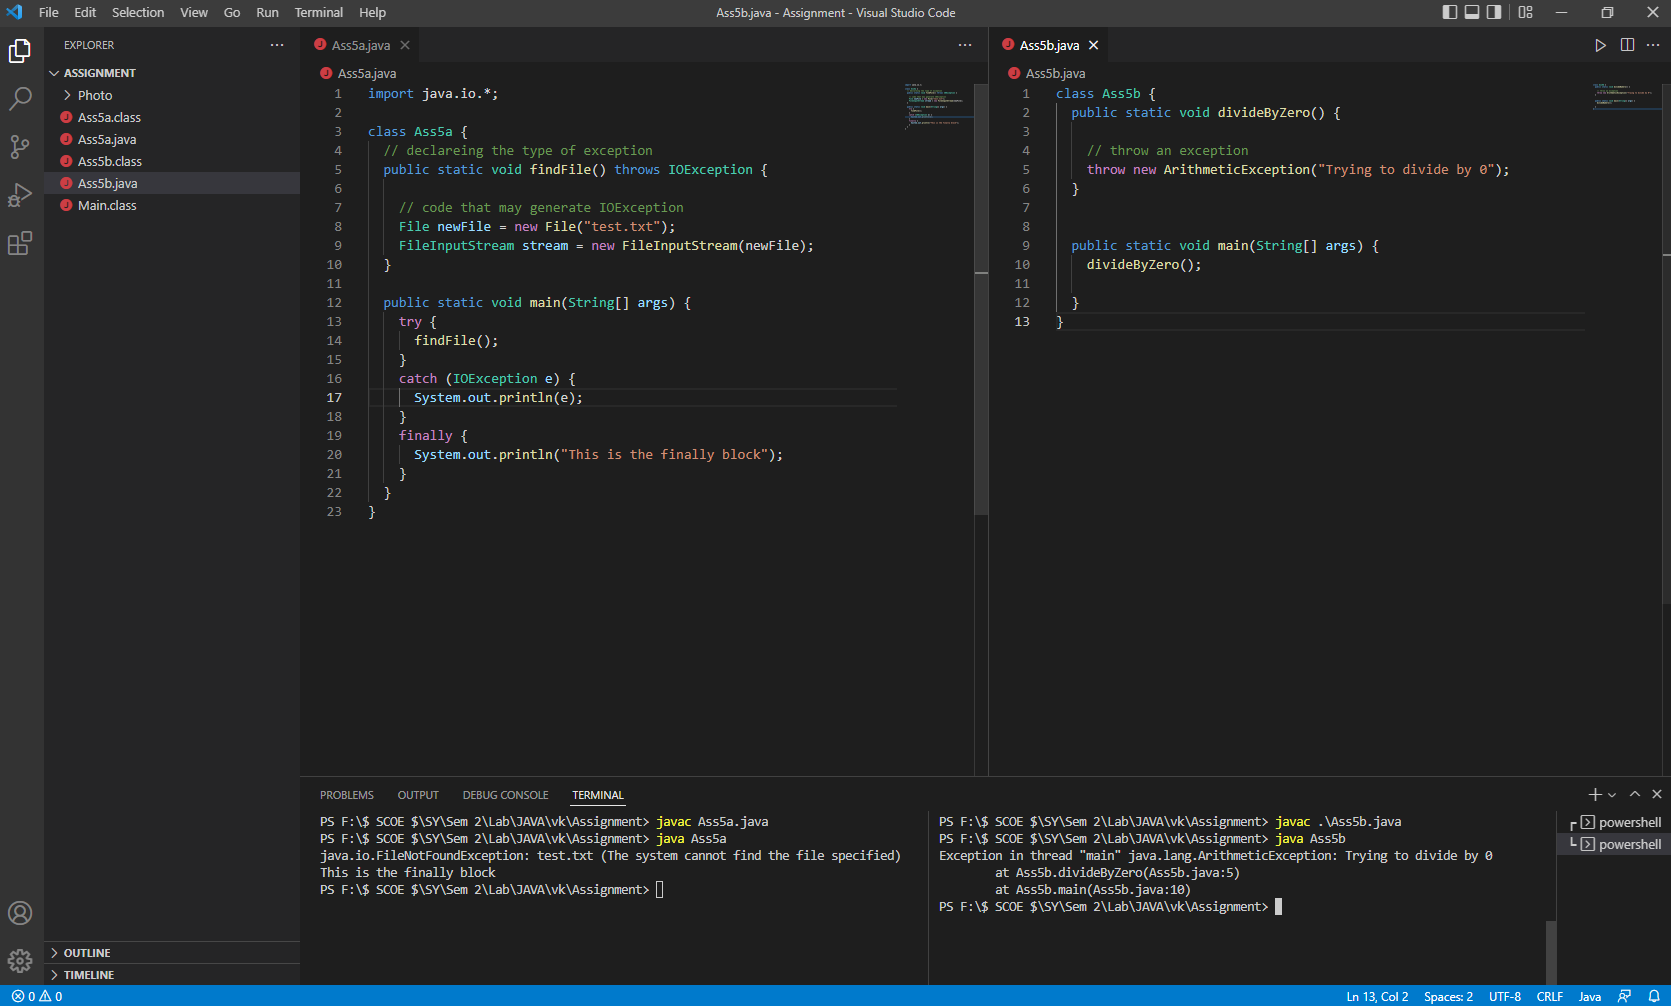 File Edit Selection View Go Run Terminal Help
Ass5b.java - Assignment - Visual Studio Code
EXPLORER
ASSIGNMENT
Photo
Ass5a.class
Ass5a.java
Ass5b.class
Ass5b.java
Main.class
OUTLINE
TIMELINE
Ass5a.java
Ass5a.java
1 import java.io.*;
2
3 class Ass5a {
4 // declareing the type of exception
5 public static void findFile() throws IOException {
6
7 // code that may generate IOException
8 File newFile = new File("test.txt");
9 FileInputStream stream = new FileInputStream(newFile);
10 }
11
12 public static void main(String[] args) {
13 try {
14 findFile();
15 }
16 catch (IOException e) {
17 System.out.println(e);
18 }
19 finally {
20 System.out.println("This is the finally block");
21 }
22 }
23 }
Ass5b.java
Ass5b.java
1 class Ass5b {
2 public static void divideByZero() {
3
4 // throw an exception
5 throw new ArithmeticException("Trying to divide by 0");
6 }
7
8
9 public static void main(String[] args) {
10 divideByZero();
11
12 }
13 }
PROBLEMS OUTPUT DEBUG CONSOLE TERMINAL
PS F:\$ SCOE $\SY\Sem 2\Lab\JAVA\vk\Assignment> javac Ass5a.java
PS F:\$ SCOE $\SY\Sem 2\Lab\JAVA\vk\Assignment> java Ass5a
java.io.FileNotFoundException: test.txt (The system cannot find the file specified)
This is the finally block
PS F:\$ SCOE $\SY\Sem 2\Lab\JAVA\vk\Assignment>
PS F:\$ SCOE $\SY\Sem 2\Lab\JAVA\vk\Assignment> javac .\Ass5b.java
PS F:\$ SCOE $\SY\Sem 2\Lab\JAVA\vk\Assignment> java Ass5b
Exception in thread "main" java.lang.ArithmeticException: Trying to divide by 0
at Ass5b.divideByZero(Ass5b.java:5)
at Ass5b.main(Ass5b.java:10)
PS F:\$ SCOE $\SY\Sem 2\Lab\JAVA\vk\Assignment>
powershell
powershell
0 0
Ln 13, Col 2 Spaces: 2 UTF-8 CRLF Java